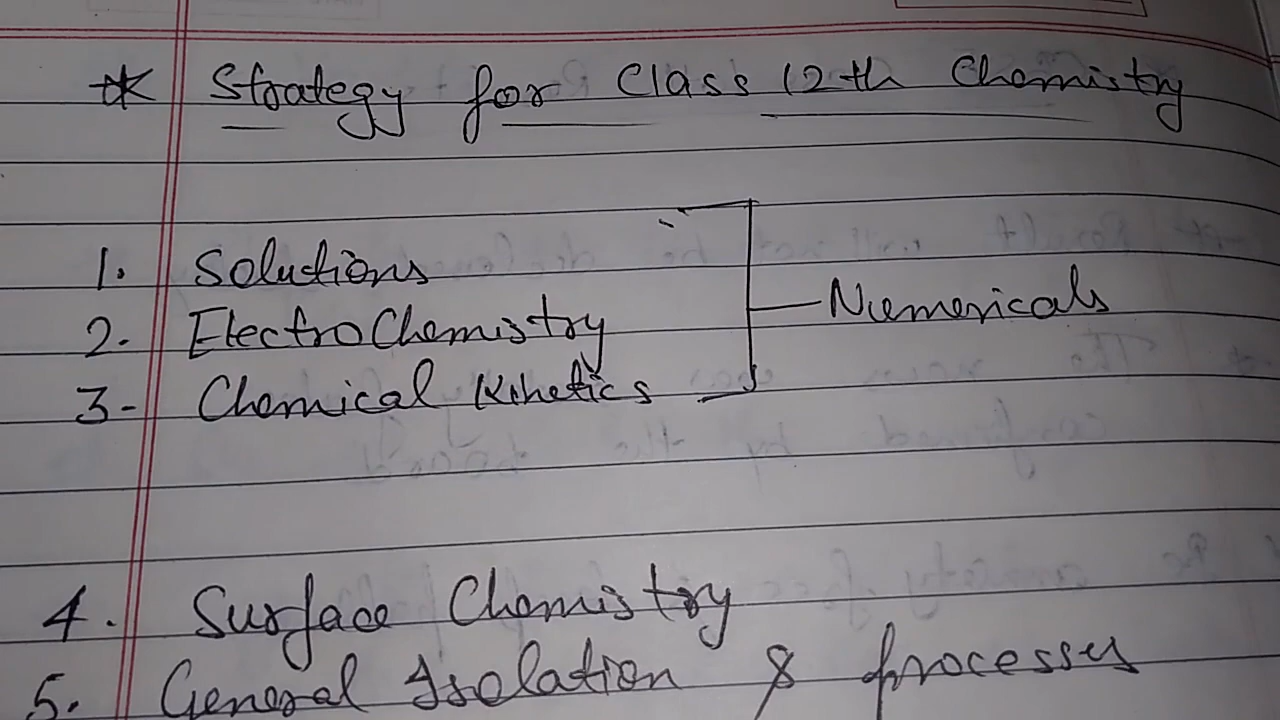 * Strategy for Class 12th Chemistry
1. Solutions
2. ElectroChemistry
3- Chemical Kinetics
Numericals
4. Surface Chemistry
5. General Isolation & processes